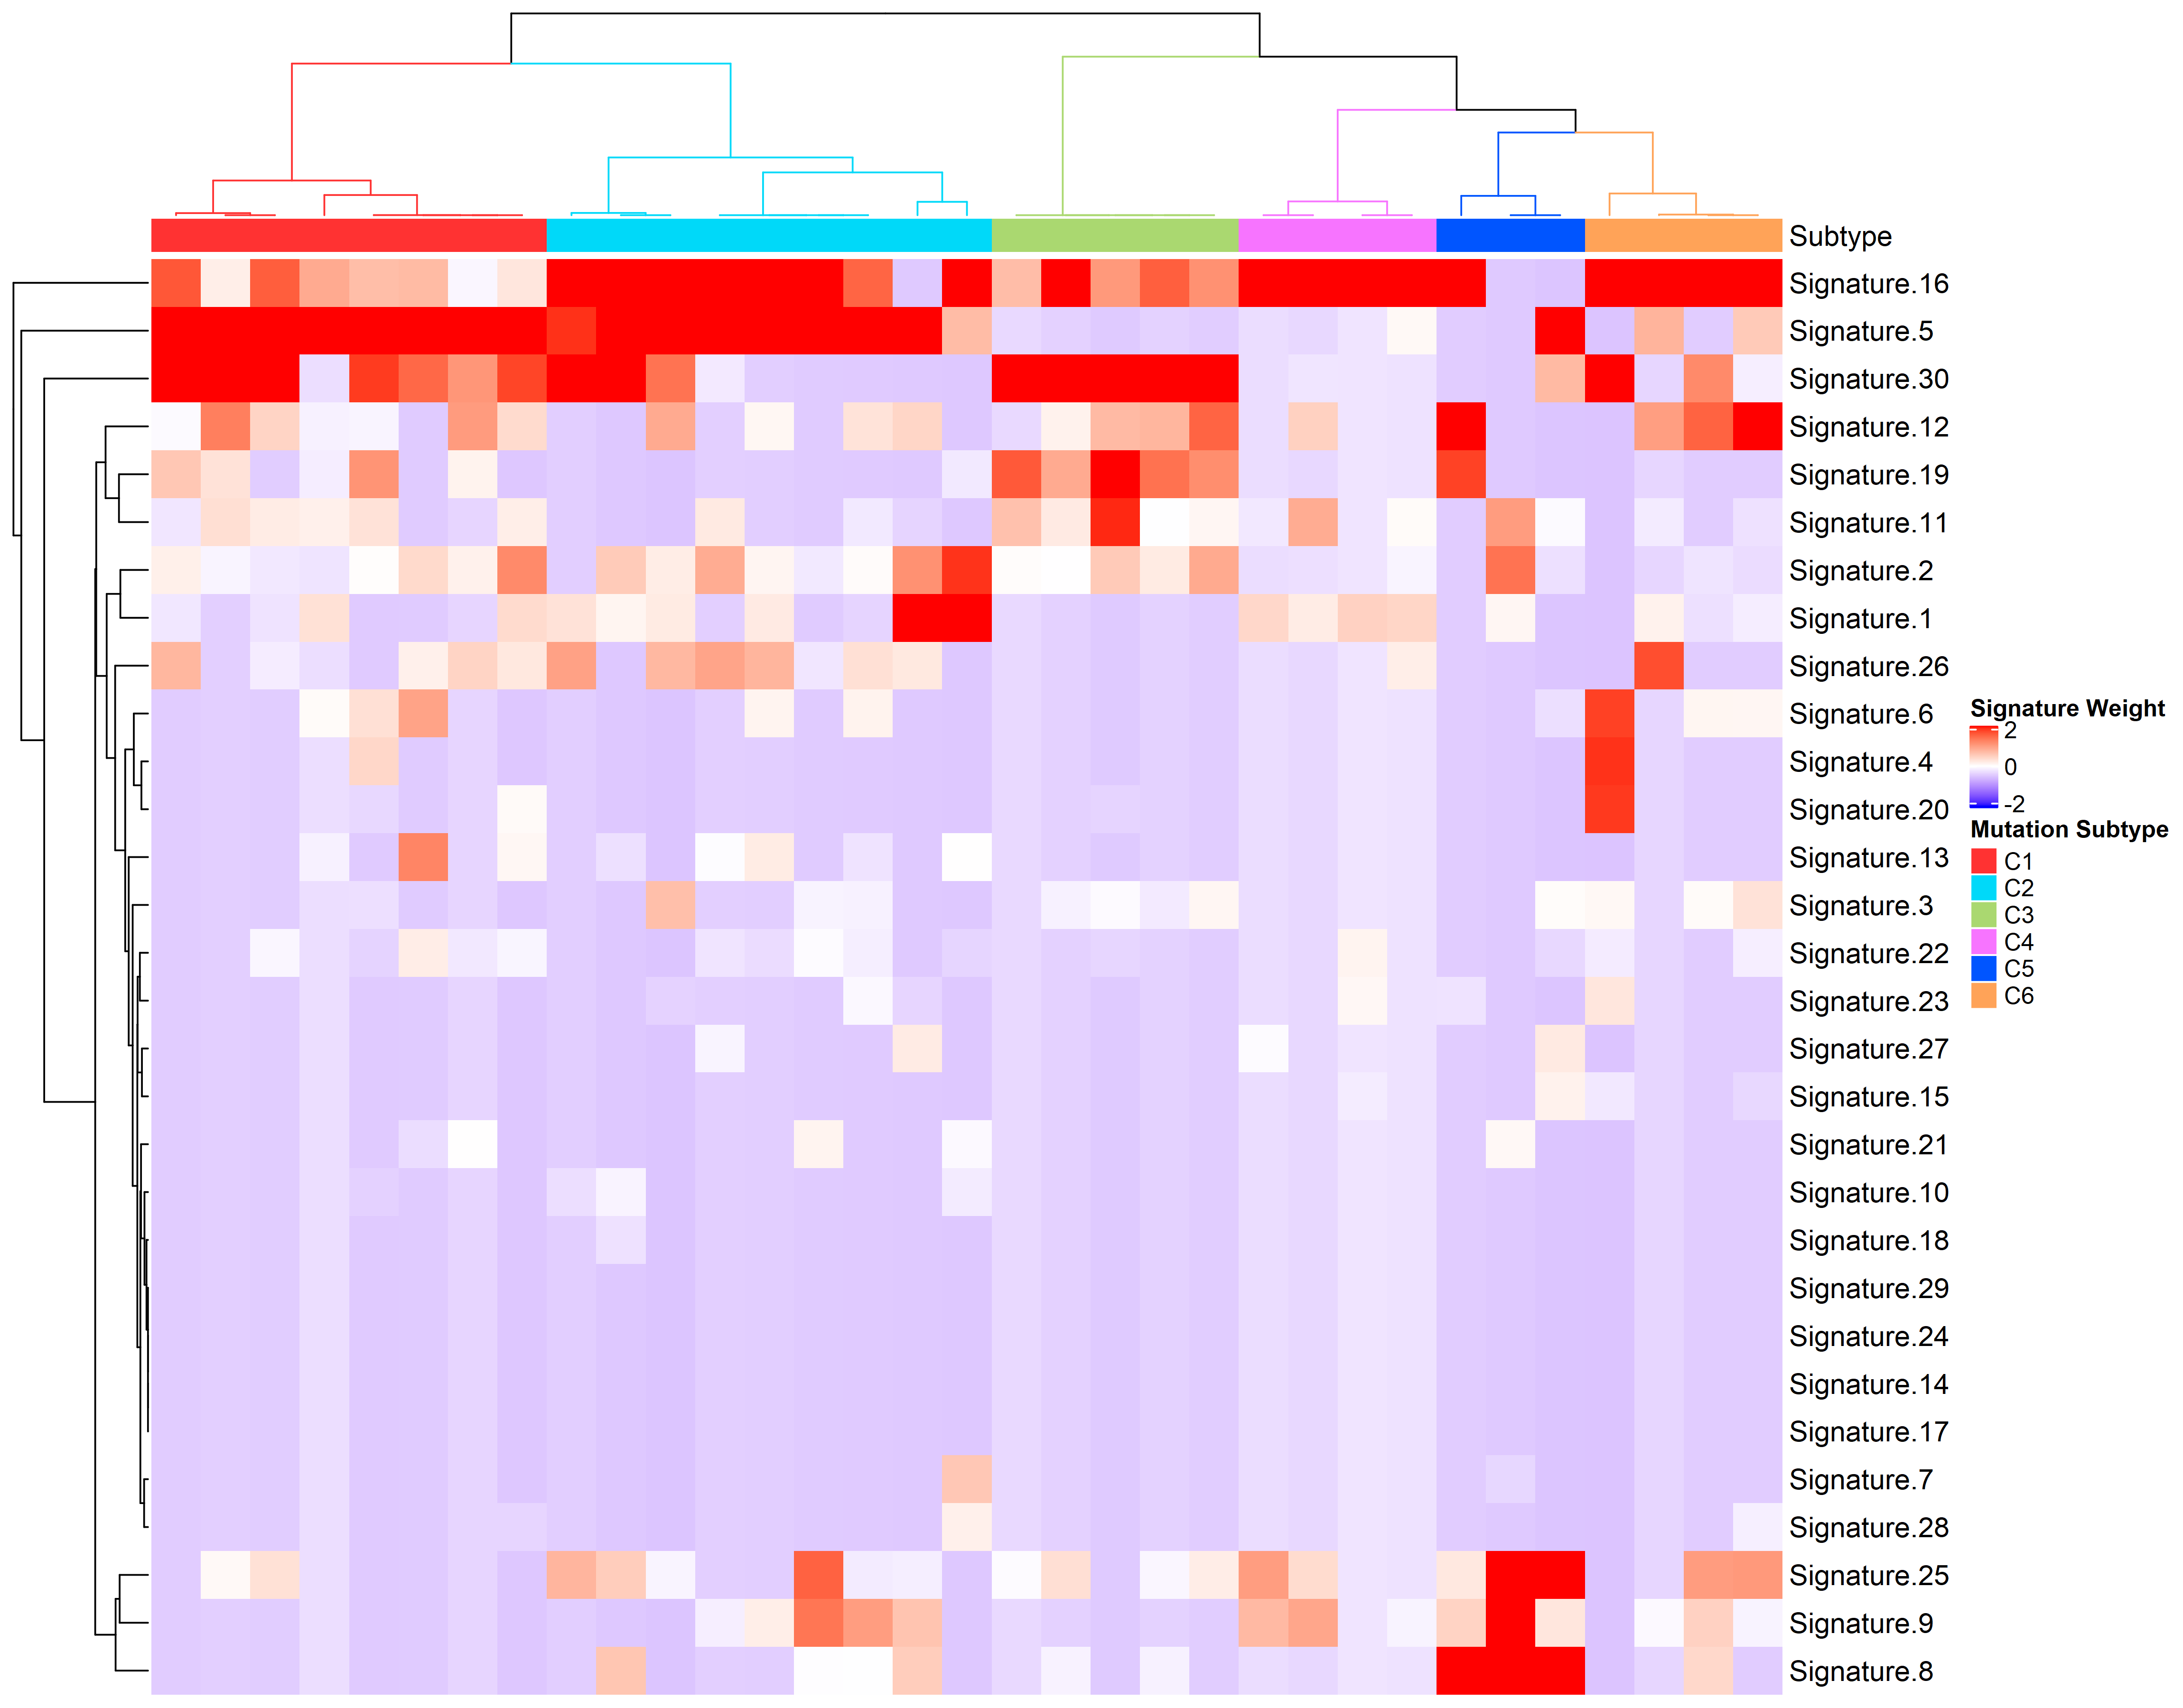 Subtype
Signature.16
Signature.5
Signature.30
Signature.12
Signature.19
Signature.11
Signature.2
Signature.1
Signature.26
Signature.6
Signature.4
Signature.20
Signature.13
Signature.3
Signature.22
Signature.23
Signature.27
Signature.15
Signature.21
Signature.10
Signature.18
Signature.29
Signature.24
Signature.14
Signature.17
Signature.7
Signature.28
Signature.25
Signature.9
Signature.8
Signature Weight
2
0
-2
Mutation Subtype
C1
C2
C3
C4
C5
C6